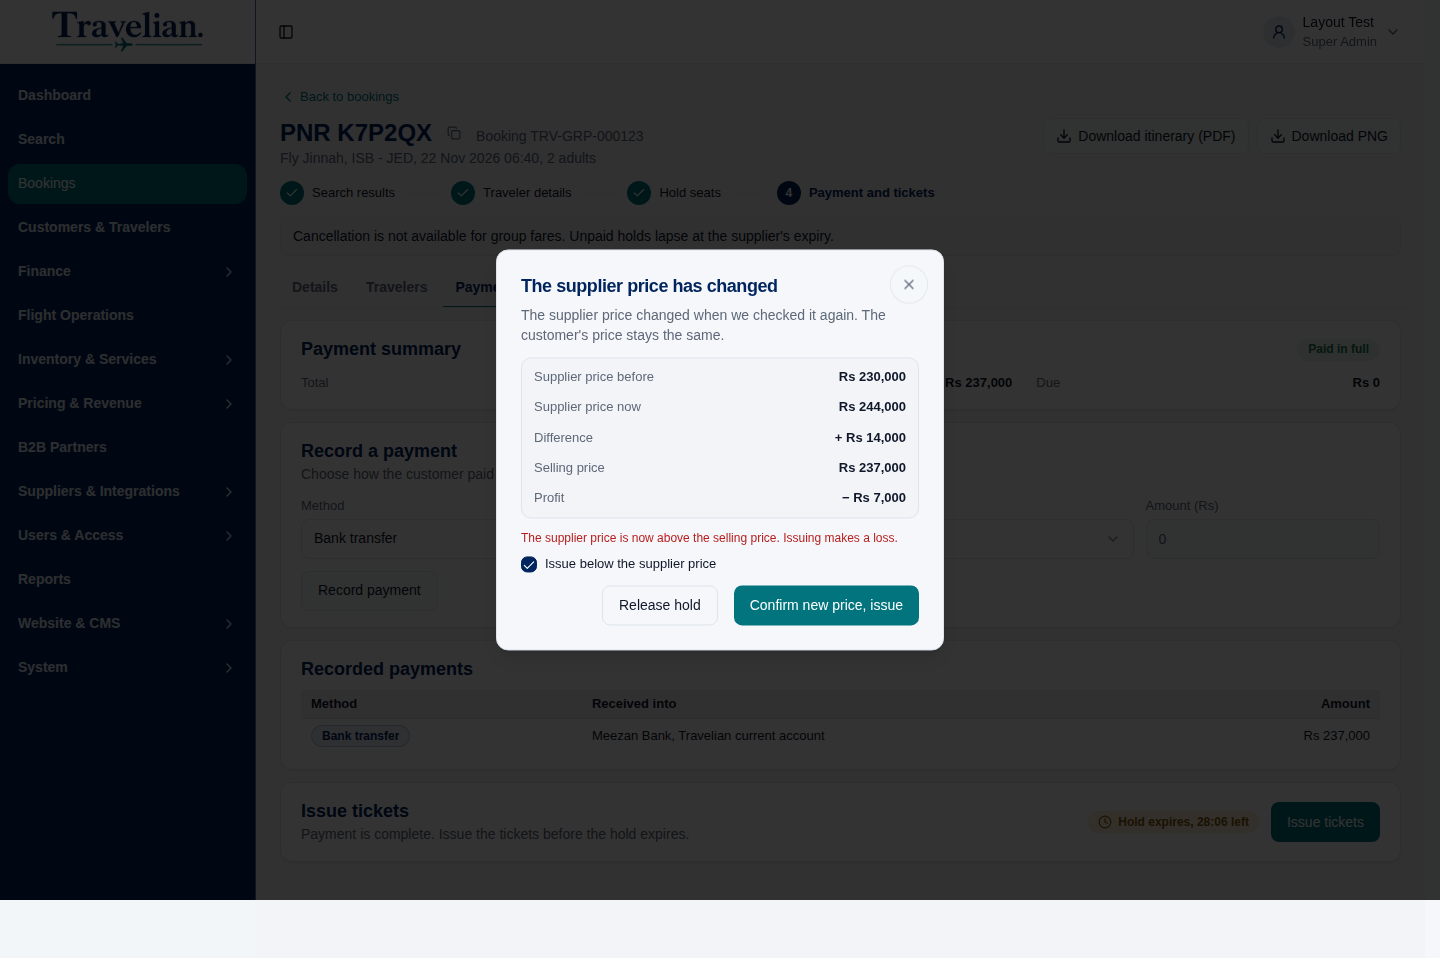 Travelian.
Layout Test
Super Admin
Dashboard
Search
Bookings
Customers & Travelers
Finance
Flight Operations
Inventory & Services
Pricing & Revenue
B2B Partners
Suppliers & Integrations
Users & Access
Reports
Website & CMS
System
Back to bookings
PNR K7P2QX
Booking TRV-GRP-000123
Download itinerary (PDF)
Download PNG
Fly Jinnah, ISB - JED, 22 Nov 2026 06:40, 2 adults
Search results
Traveler details
Hold seats
4 Payment and tickets
Cancellation is not available for group fares. Unpaid holds lapse at the supplier's expiry.
Details
Travelers
Payment summary
Paid in full
Total
Rs 237,000
Due
Rs 0
Record a payment
Choose how the customer paid
Method
Amount (Rs)
Bank transfer
0
Record payment
The supplier price has changed
The supplier price changed when we checked it again. The
customer's price stays the same.
Supplier price before Rs 230,000
Supplier price now Rs 244,000
Difference + Rs 14,000
Selling price Rs 237,000
Profit − Rs 7,000
The supplier price is now above the selling price. Issuing makes a loss.
Issue below the supplier price
Release hold
Confirm new price, issue
Recorded payments
Method Received into Amount
Bank transfer Meezan Bank, Travelian current account Rs 237,000
Issue tickets
Payment is complete. Issue the tickets before the hold expires.
Hold expires, 28:06 left
Issue tickets